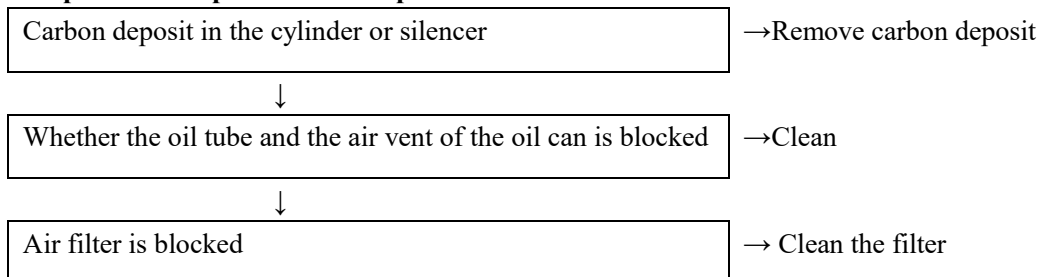 Carbon deposit in the cylinder or silencer →Remove carbon deposit
↓
Whether the oil tube and the air vent of the oil can is blocked →Clean
↓
Air filter is blocked → Clean the filter